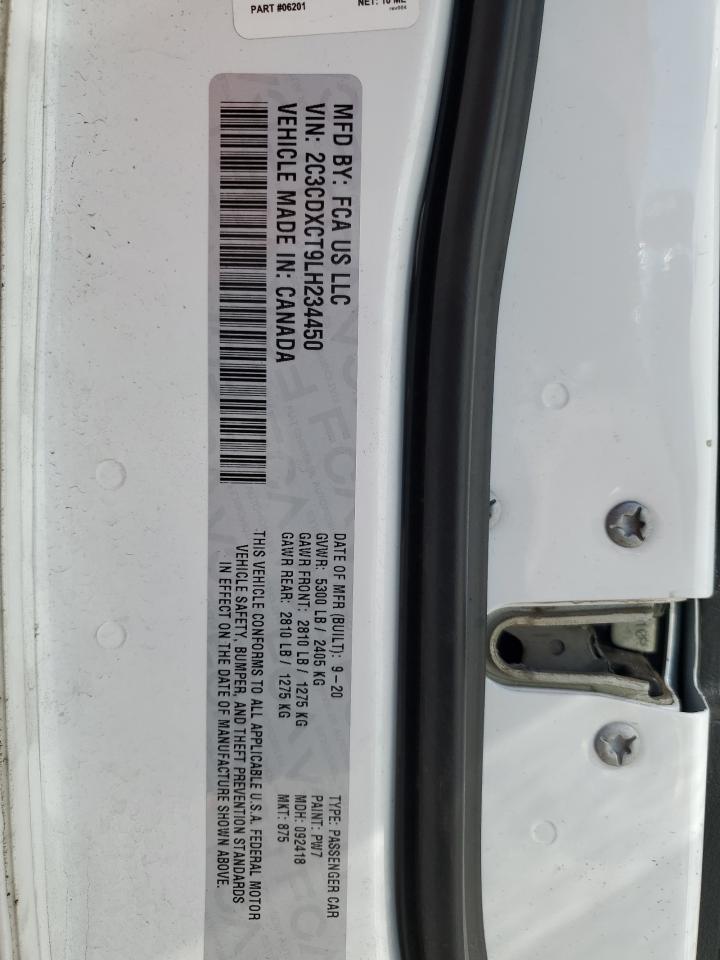 PART #06201
NET: 10 ML
MFD BY: FCA US LLC
VIN: 2C3CDXCT9LH234450
VEHICLE MADE IN: CANADA
DATE OF MFR (BUILT): 9-20
GVWR: 5300 LB / 2405 KG
GAWR FRONT: 2810 LB / 1275 KG
GAWR REAR: 2810 LB / 1275 KG
THIS VEHICLE CONFORMS TO ALL APPLICABLE U.S.A. FEDERAL MOTOR
VEHICLE SAFETY, BUMPER, AND THEFT PREVENTION STANDARDS
IN EFFECT ON THE DATE OF MANUFACTURE SHOWN ABOVE.
TYPE: PASSENGER CAR
PAINT: PW7
MDH: 092418
MKT: 875